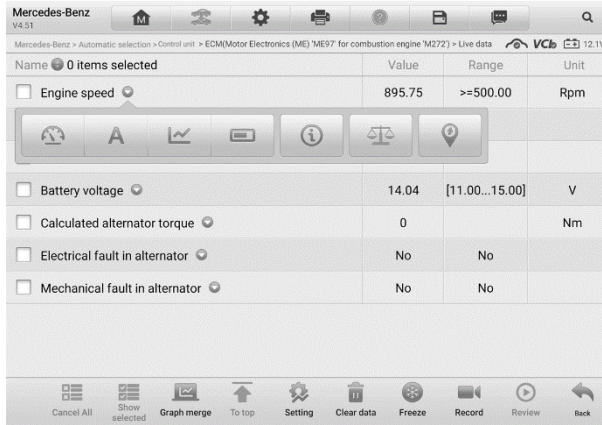 Mercedes-Benz
V4.51
M
?
Mercedes-Benz > Automatic selection > Control unit > ECM(Motor Electronics (ME) 'ME97' for combustion engine 'M272') > Live data VCIb 12.1V
Name 0 items selected Value Range Unit
Engine speed 895.75 >=500.00 Rpm
A i
Battery voltage 14.04 [11.00...15.00] V
Calculated alternator torque 0 Nm
Electrical fault in alternator No No
Mechanical fault in alternator No No
Cancel All Show selected Graph merge To top Setting Clear data Freeze Record Review Back